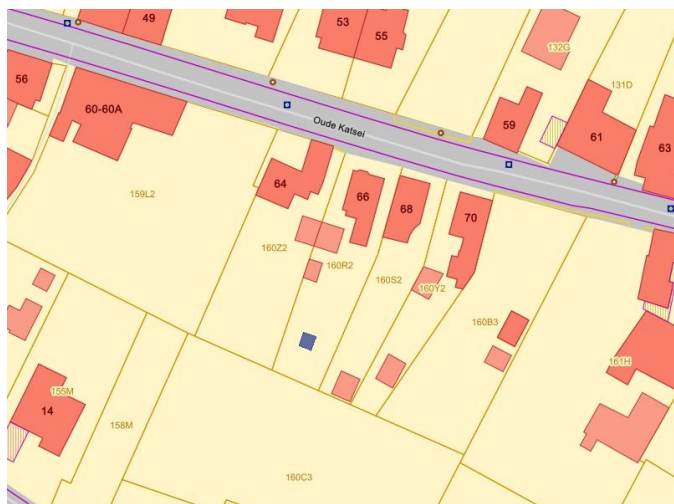 49
53
55
132G
56
131D
60-60A
Oude Katsei
59
61
63
64
66
68
70
159L2
160Z2
160R2
160S2
160Y2
160B3
161H
155M
14
158M
160C3